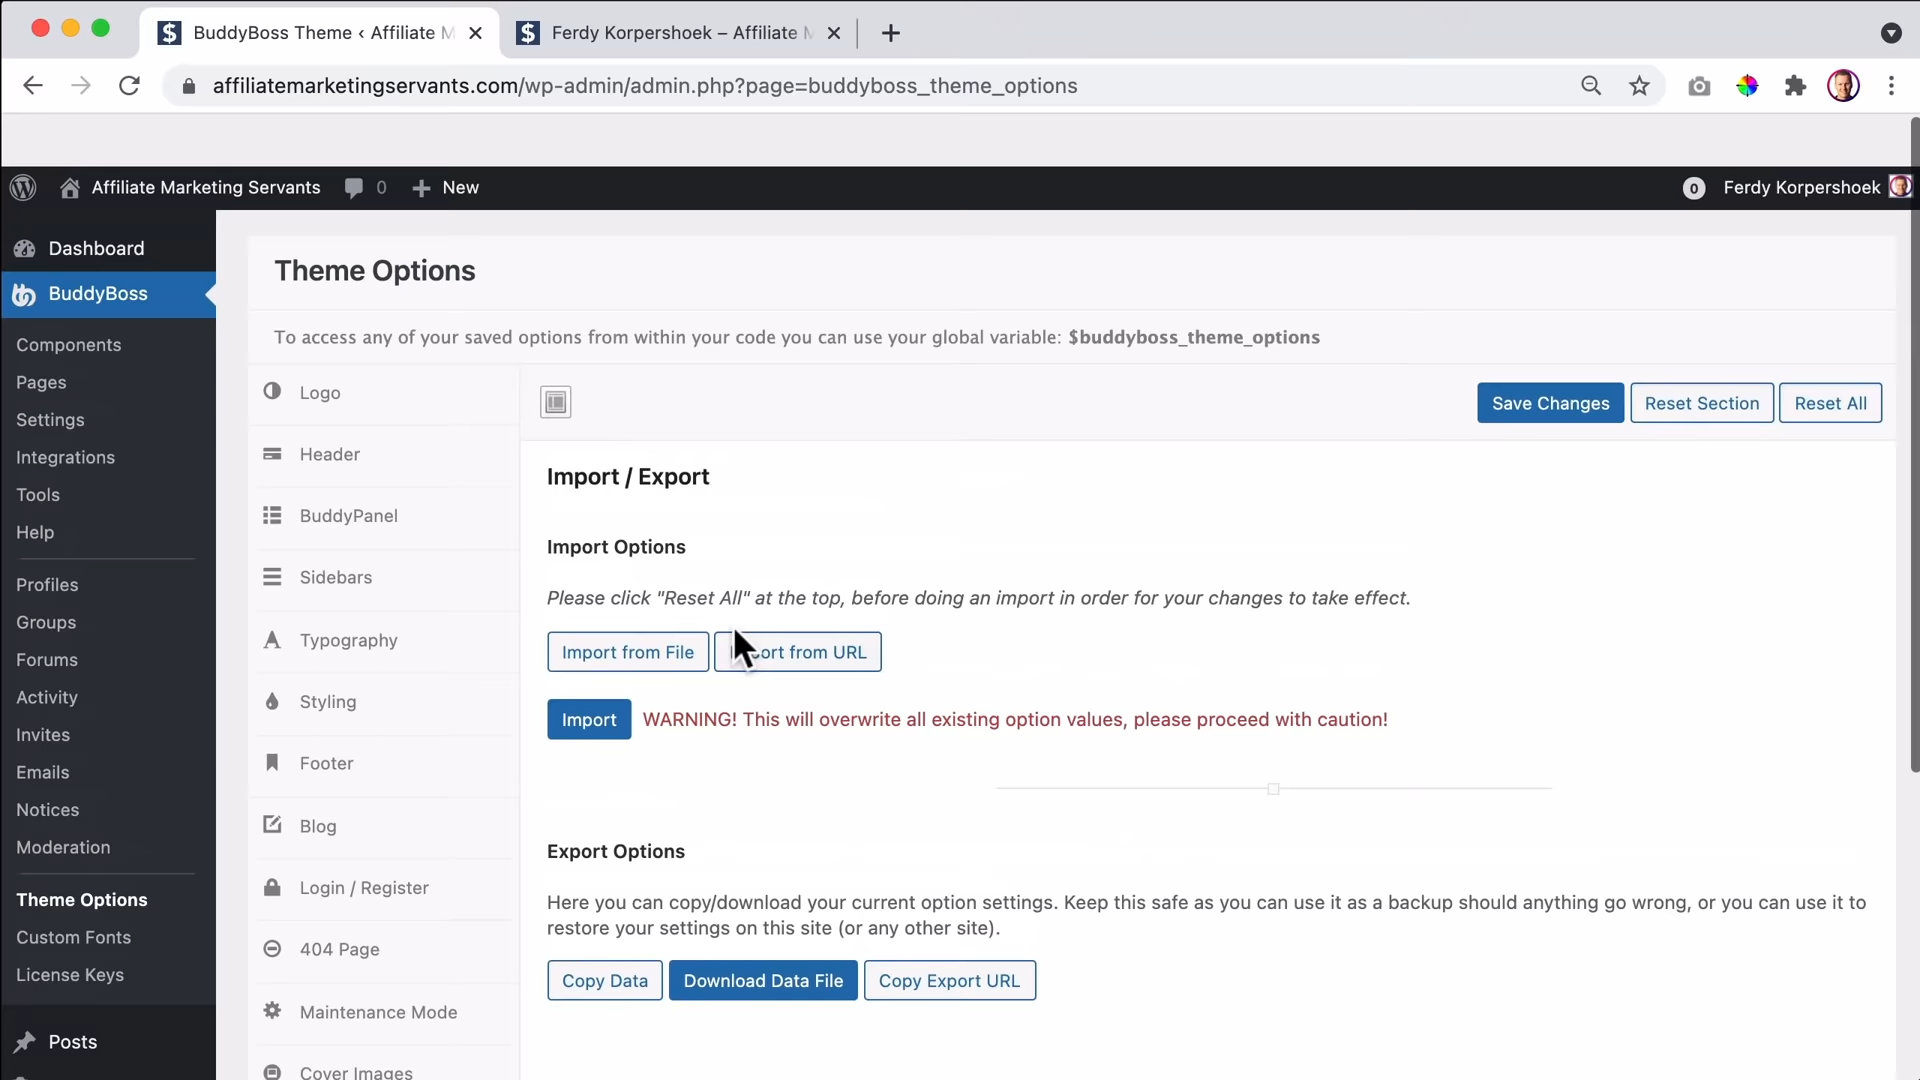 BuddyBoss Theme ‹ Affiliate M
Ferdy Korpershoek – Affiliate M
affiliatemarketingservants.com/wp-admin/admin.php?page=buddyboss_theme_options
Affiliate Marketing Servants
0
New
0
Ferdy Korpershoek
Dashboard
BuddyBoss
Components
Pages
Settings
Integrations
Tools
Help
Profiles
Groups
Forums
Activity
Invites
Emails
Notices
Moderation
Theme Options
Custom Fonts
License Keys
Posts
Theme Options
To access any of your saved options from within your code you can use your global variable: $buddyboss_theme_options
Logo
Header
BuddyPanel
Sidebars
Typography
Styling
Footer
Blog
Login / Register
404 Page
Maintenance Mode
Cover Images
Save Changes
Reset Section
Reset All
Import / Export
Import Options
Please click "Reset All" at the top, before doing an import in order for your changes to take effect.
Import from File
from URL
Import
WARNING! This will overwrite all existing option values, please proceed with caution!
Export Options
Here you can copy/download your current option settings. Keep this safe as you can use it as a backup should anything go wrong, or you can use it to
restore your settings on this site (or any other site).
Copy Data
Download Data File
Copy Export URL